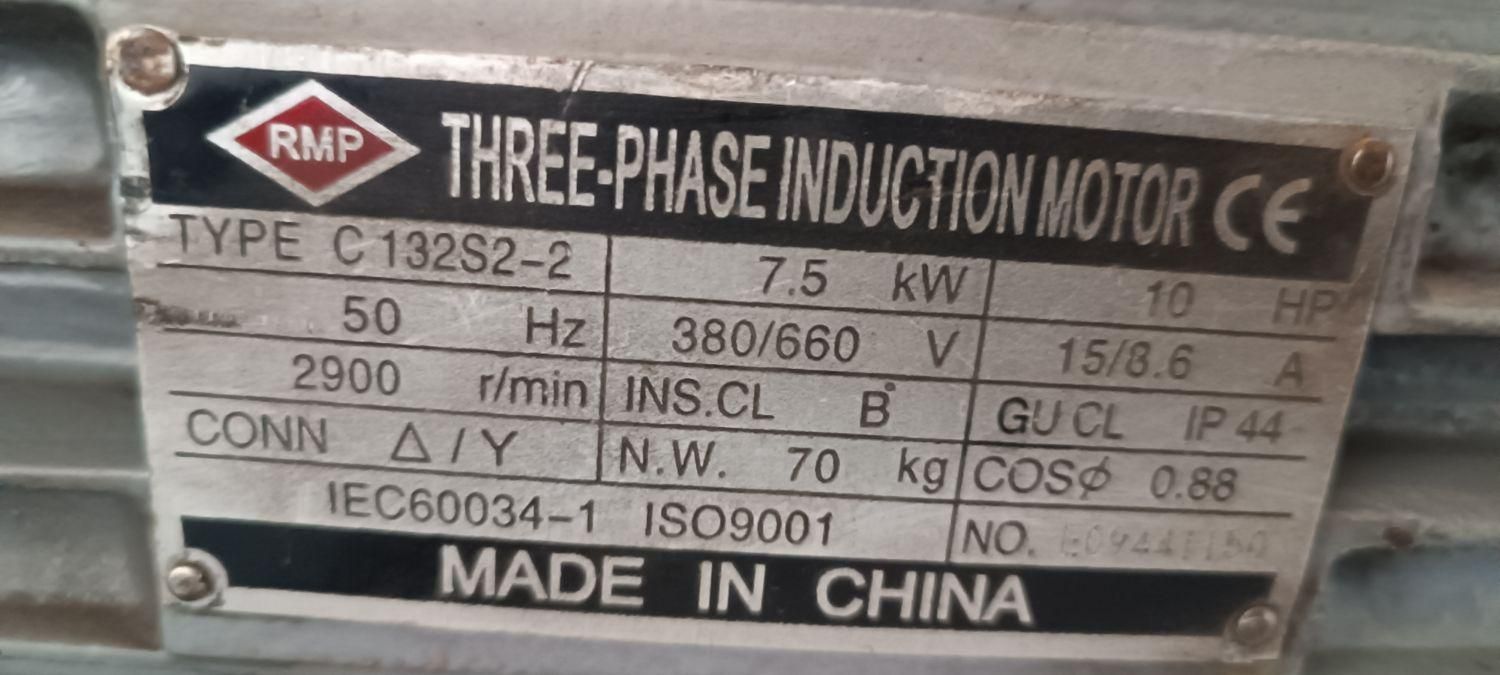 RMP THREE-PHASE INDUCTION MOTOR CE
TYPE C 132S2-2 7.5 kW 10 HP
50 Hz 380/660 V 15/8.6 A
2900 r/min INS.CL B GU CL IP 44
CONN Δ / Y N.W. 70 kg COSϕ 0.88
IEC60034-1 ISO9001 NO.
MADE IN CHINA